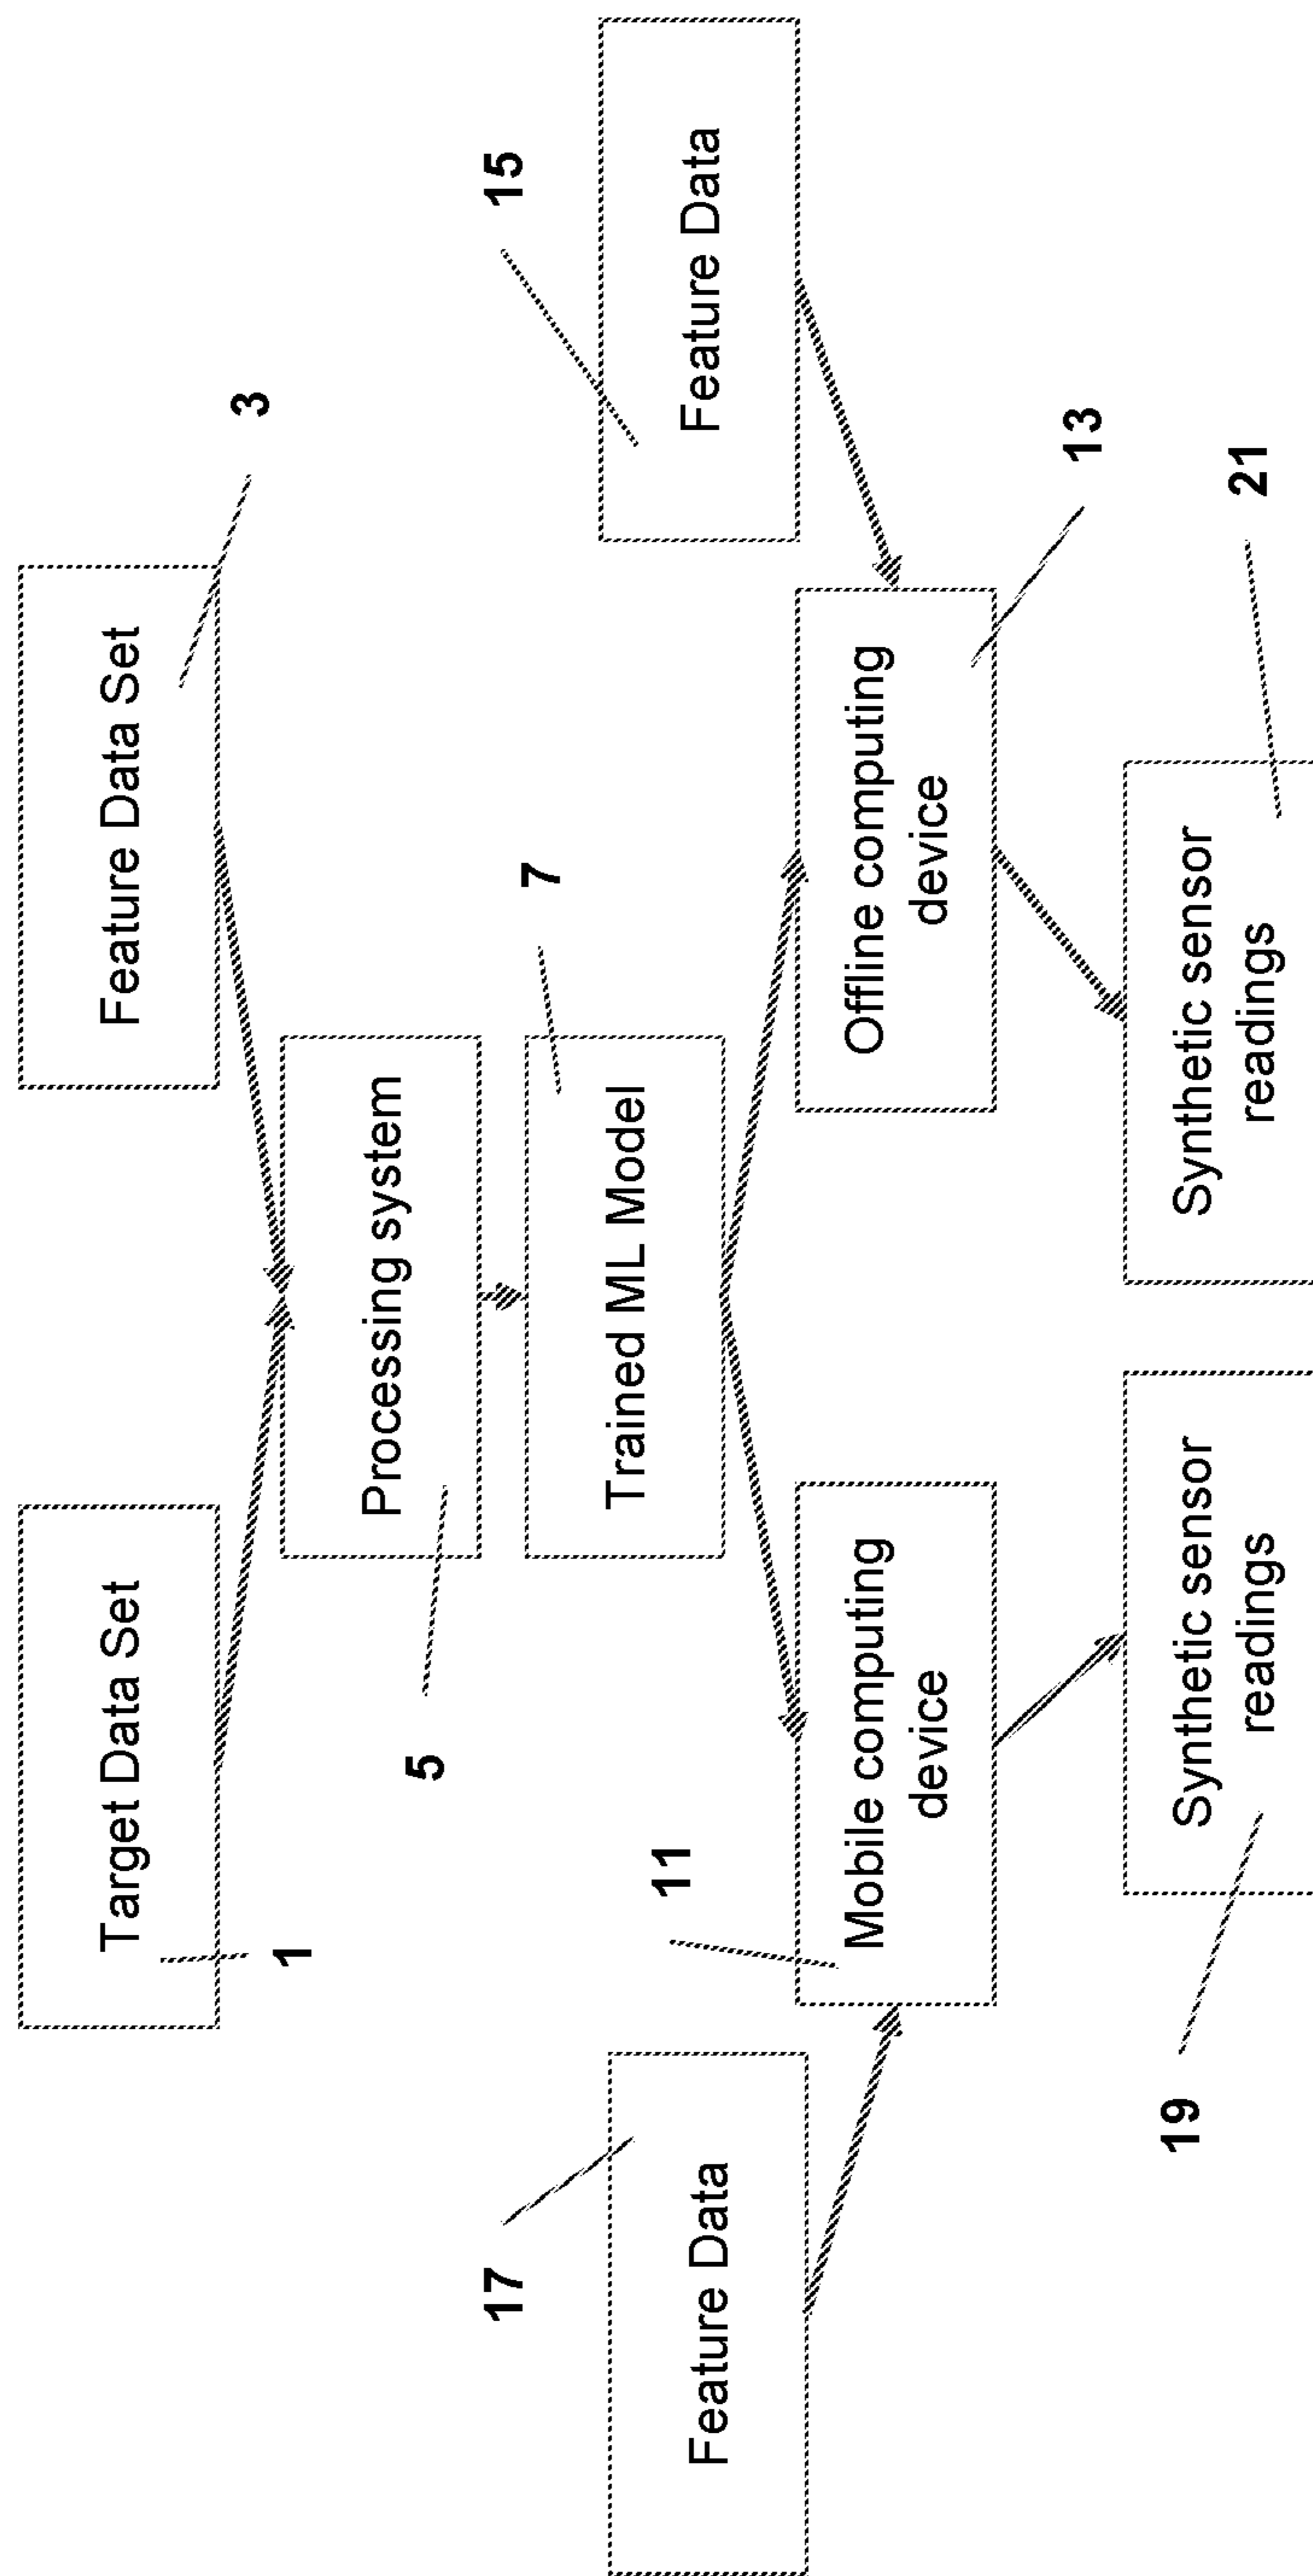 Target Data Set
Feature Data Set
1
3
Processing system
5
Trained ML Model
7
17
15
Feature Data
Feature Data
11
Mobile computing
device
Offline computing
device
13
Synthetic sensor
readings
19
Synthetic sensor
readings
21